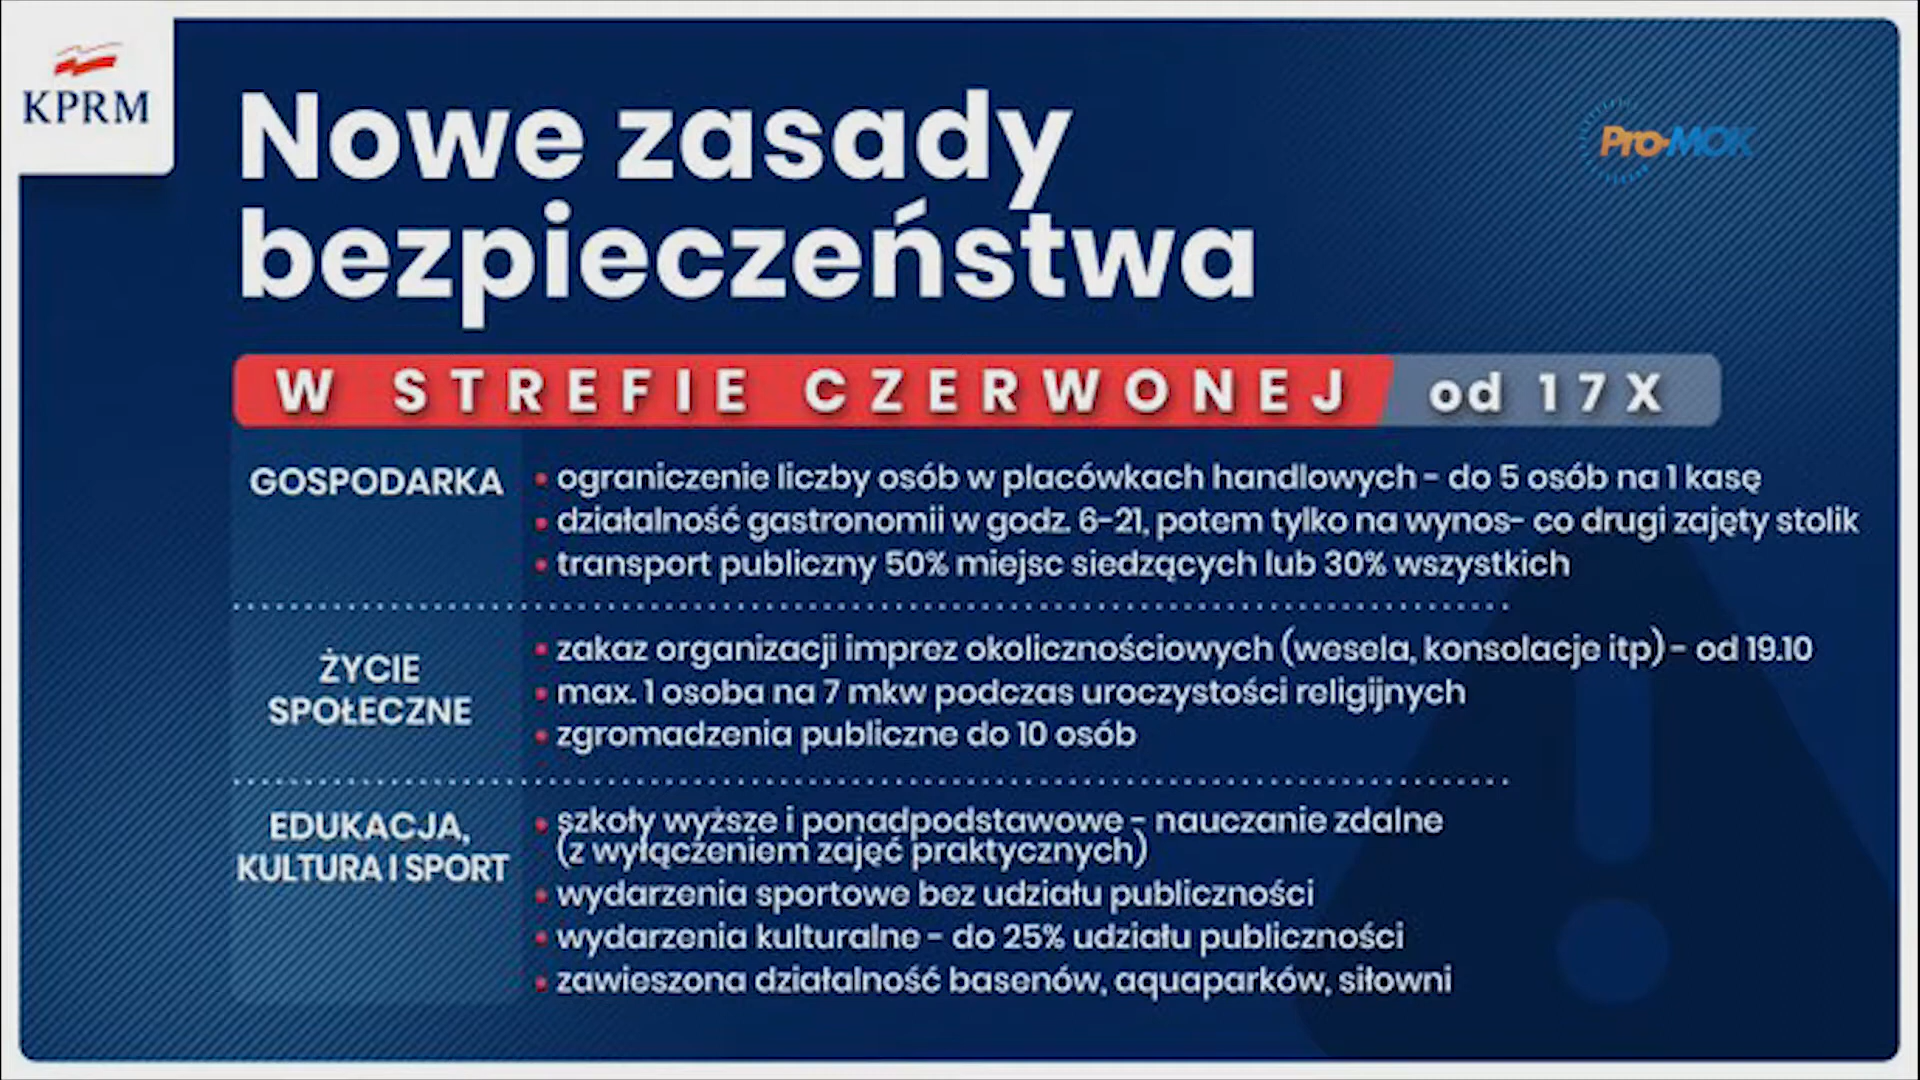 KPRM
Pro-MOK
Nowe zasady
bezpieczeństwa
W STREFIE CZERWONEJ od 17 X
GOSPODARKA
• ograniczenie liczby osób w placówkach handlowych - do 5 osób na 1 kasę
• działalność gastronomii w godz. 6-21, potem tylko na wynos- co drugi zajęty stolik
• transport publiczny 50% miejsc siedzących lub 30% wszystkich
ŻYCIE
SPOŁECZNE
• zakaz organizacji imprez okolicznościowych (wesela, konsolacje itp) - od 19.10
• max. 1 osoba na 7 mkw podczas uroczystości religijnych
• zgromadzenia publiczne do 10 osób
EDUKACJA,
KULTURA I SPORT
• szkoły wyższe i ponadpodstawowe - nauczanie zdalne
(z wyłączeniem zajęć praktycznych)
• wydarzenia sportowe bez udziału publiczności
• wydarzenia kulturalne - do 25% udziału publiczności
• zawieszona działalność basenów, aquaparków, siłowni